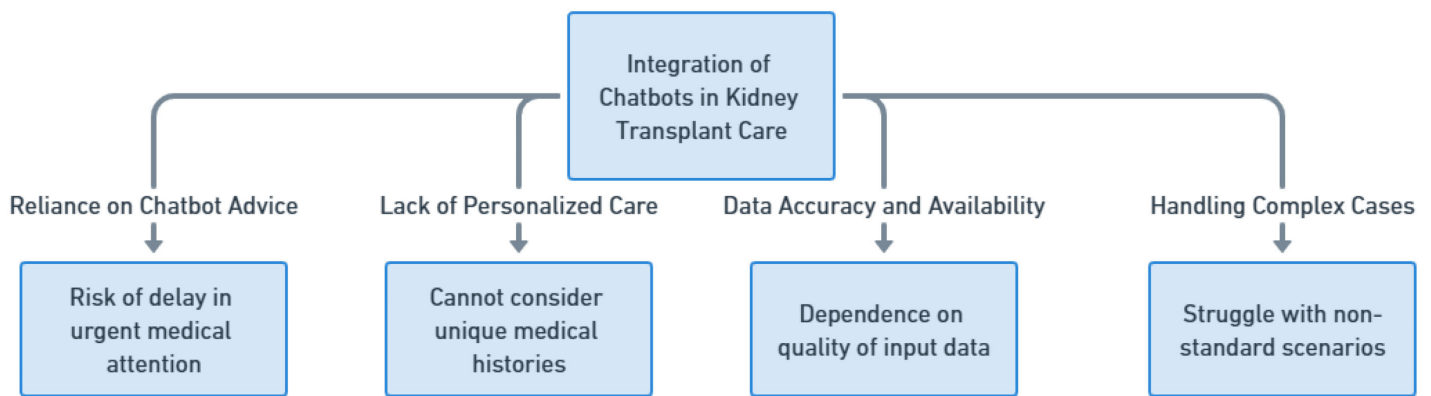 Integration of
Chatbots in Kidney
Transplant Care
Reliance on Chatbot Advice
Lack of Personalized Care
Data Accuracy and Availability
Handling Complex Cases
Risk of delay in
urgent medical
attention
Cannot consider
unique medical
histories
Dependence on
quality of input data
Struggle with non-
standard scenarios